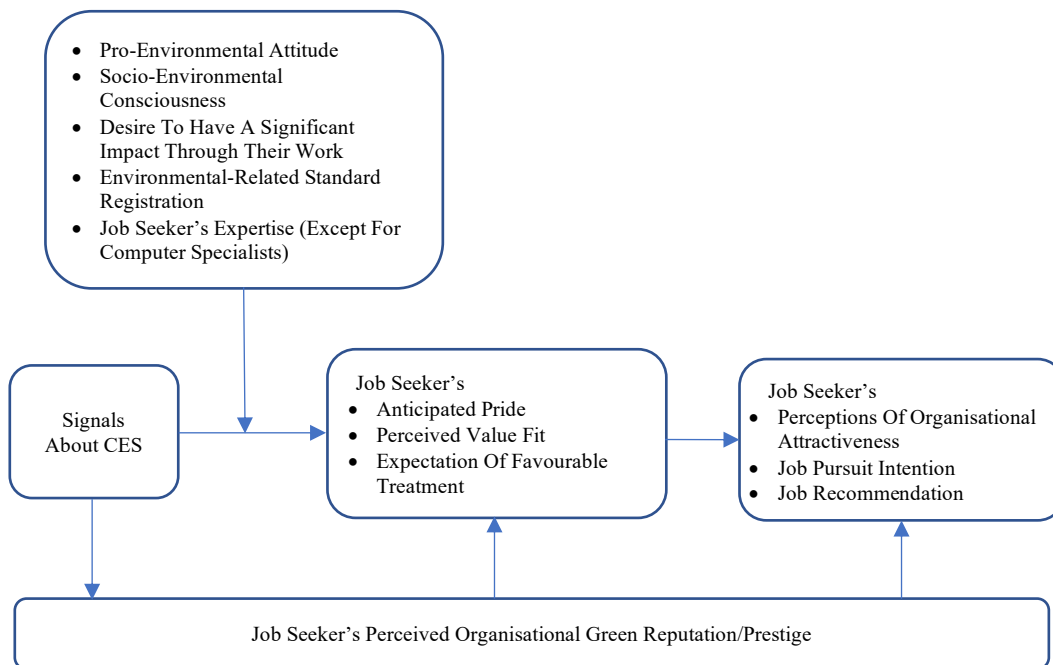 • Pro-Environmental Attitude
• Socio-Environmental
Consciousness
• Desire To Have A Significant
Impact Through Their Work
• Environmental-Related Standard
Registration
• Job Seeker’s Expertise (Except For
Computer Specialists)
Signals
About CES
Job Seeker’s
• Anticipated Pride
• Perceived Value Fit
• Expectation Of Favourable
Treatment
Job Seeker’s
• Perceptions Of Organisational
Attractiveness
• Job Pursuit Intention
• Job Recommendation
Job Seeker’s Perceived Organisational Green Reputation/Prestige